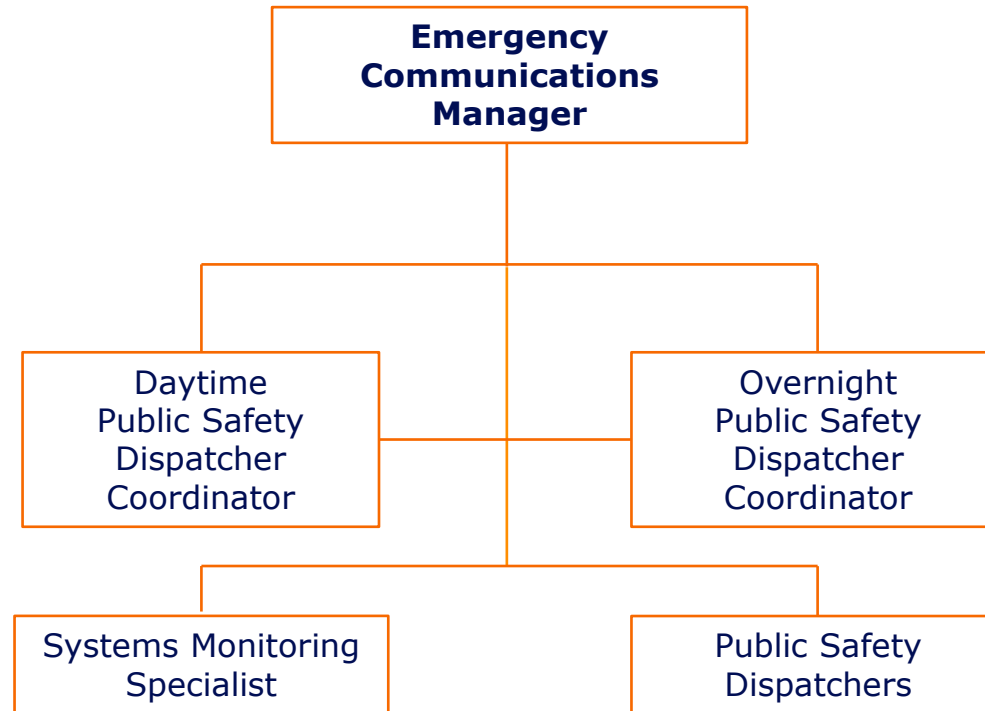 Emergency
Communications
Manager
Daytime
Public Safety
Dispatcher
Coordinator
Overnight
Public Safety
Dispatcher
Coordinator
Systems Monitoring
Specialist
Public Safety
Dispatchers